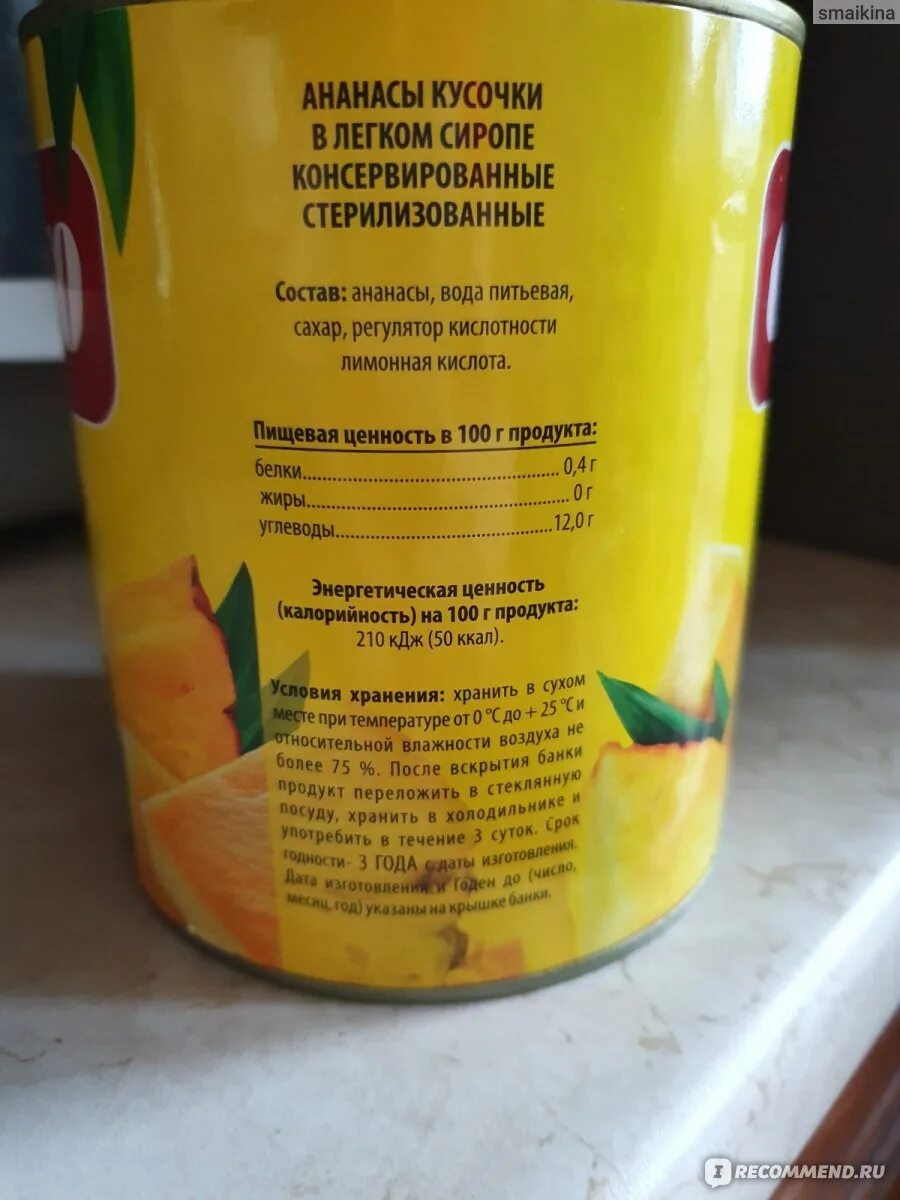 smaikina
АНАНАСЫ КУСОЧКИ
В ЛЕГКОМ СИРОПЕ
КОНСЕРВИРОВАННЫЕ
СТЕРИЛИЗОВАННЫЕ
Состав: ананасы, вода питьевая,
сахар, регулятор кислотности
лимонная кислота.
Пищевая ценность в 100 г продукта:
белки.................................................. 0,4 г
жиры.................................................. 0 г
углеводы..........................................12,0 г
Энергетическая ценность
(калорийность) на 100 г продукта:
210 кДж (50 ккал).
Условия хранения: хранить в сухом
месте при температуре от 0 °С до + 25 °С и
относительной влажности воздуха не
более 75 %. После вскрытия банки
продукт переложить в стеклянную
посуду, хранить в холодильнике и
употребить в течение 3 суток. Срок
годности- 3 ГОДА с даты изготовления.
Дата изготовления и Годен до (число,
месяц, год) указаны на крышке банки.
IRECOMMEND.RU